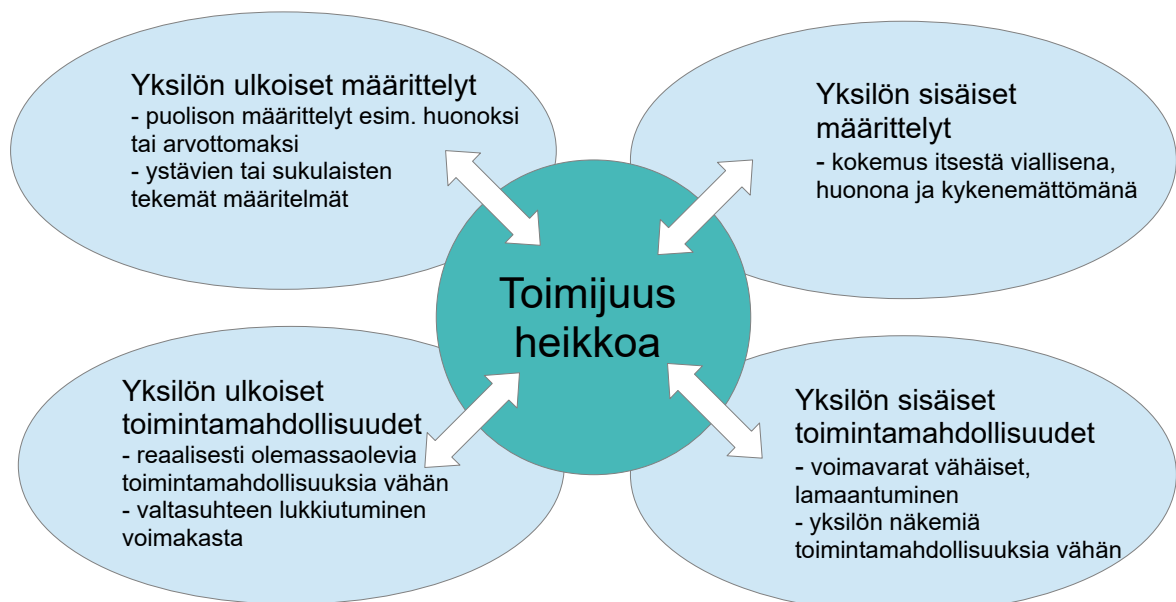 Yksilön ulkoiset määrittelyt
- puolison määrittelyt esim. huonoksi
tai arvottomaksi
- ystävien tai sukulaisten
tekemät määritelmät
Yksilön sisäiset
määrittelyt
- kokemus itsestä viallisena,
huonona ja kykenemättömänä
Toimijuus
heikkoa
Yksilön ulkoiset
toimintamahdollisuudet
- reaalisesti olemassaolevia
toimintamahdollisuuksia vähän
- valtasuhteen lukkiutuminen
voimakasta
Yksilön sisäiset
toimintamahdollisuudet
- voimavarat vähäiset,
lamaantuminen
- yksilön näkemiä
toimintamahdollisuuksia vähän